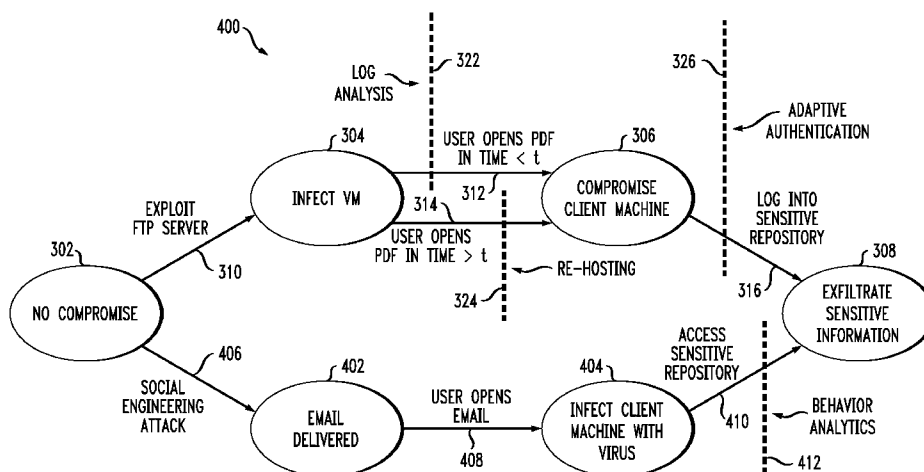 400
LOG
ANALYSIS
322
326
ADAPTIVE
AUTHENTICATION
304
INFECT VM
USER OPENS PDF
IN TIME < t
312
306
COMPROMISE
CLIENT MACHINE
314
USER OPENS
PDF IN TIME > t
RE-HOSTING
324
EXPLOIT
FTP SERVER
310
LOG INTO
SENSITIVE
REPOSITORY
316
302
NO COMPROMISE
308
EXFILTRATE
SENSITIVE
INFORMATION
406
SOCIAL
ENGINEERING
ATTACK
402
EMAIL
DELIVERED
USER OPENS
EMAIL
408
404
INFECT CLIENT
MACHINE WITH
VIRUS
ACCESS
SENSITIVE
REPOSITORY
410
BEHAVIOR
ANALYTICS
412